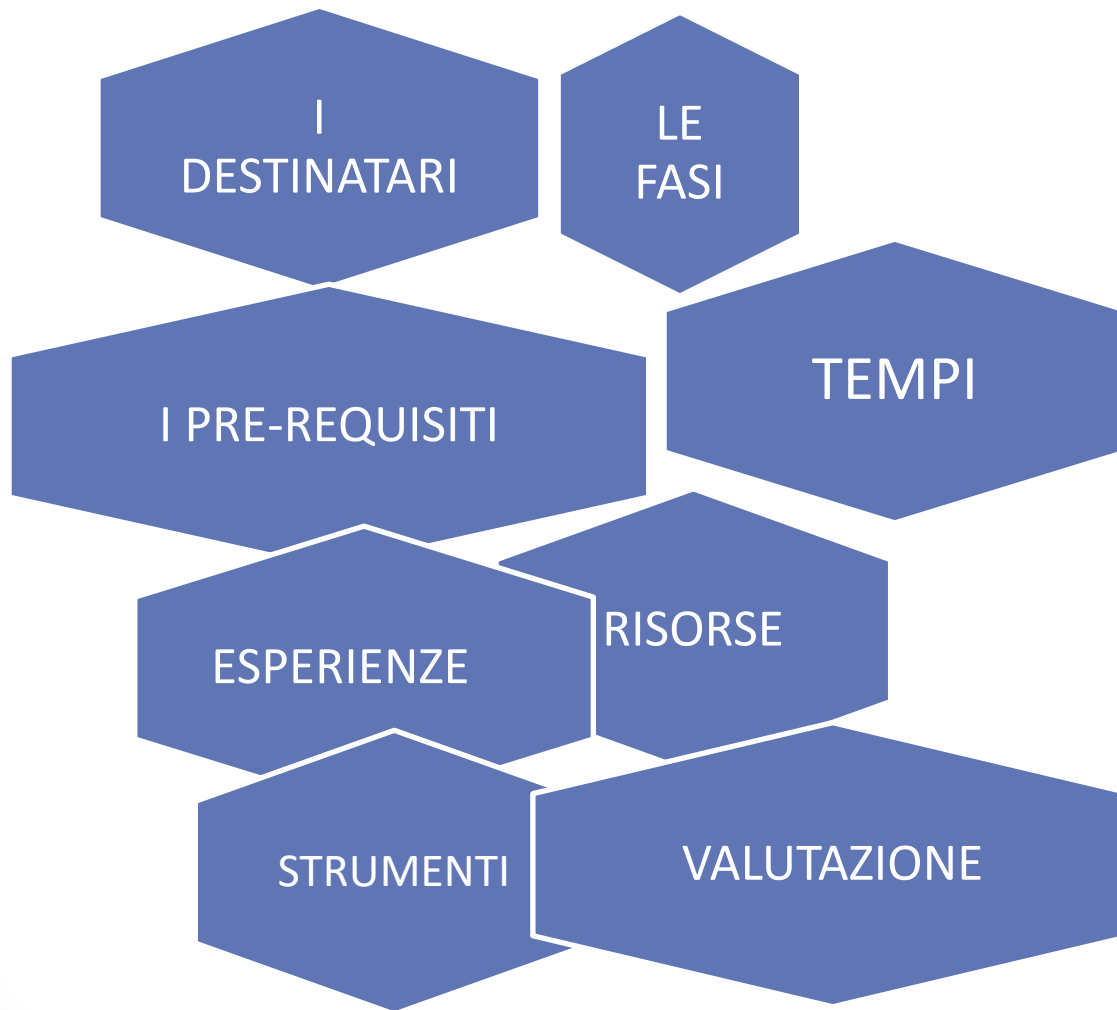 I
DESTINATARI
LE
FASI
I PRE-REQUISITI
TEMPI
ESPERIENZE
RISORSE
STRUMENTI
VALUTAZIONE